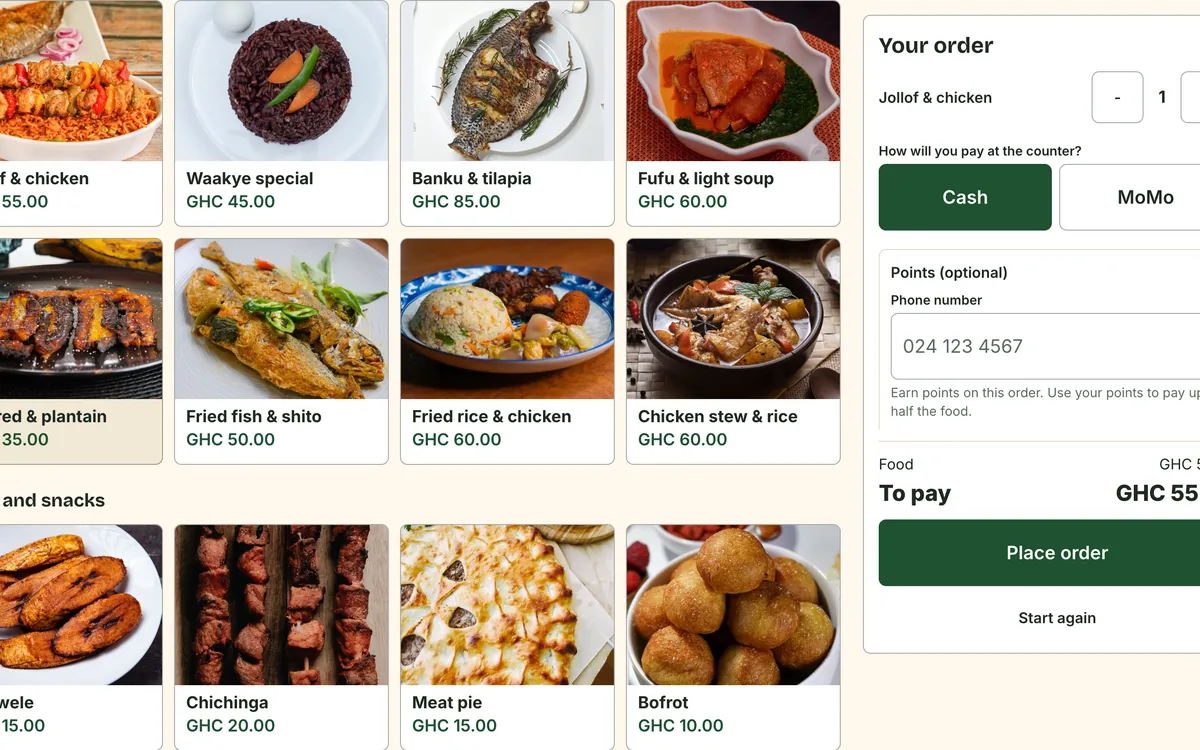 f & chicken
55.00
Waakye special
GHC 45.00
Banku & tilapia
GHC 85.00
Fufu & light soup
GHC 60.00
red & plantain
35.00
Fried fish & shito
GHC 50.00
Fried rice & chicken
GHC 60.00
Chicken stew & rice
GHC 60.00
and snacks
wele
15.00
Chichinga
GHC 20.00
Meat pie
GHC 15.00
Bofrot
GHC 10.00
Your order
Jollof & chicken
- 1
How will you pay at the counter?
Cash
MoMo
Points (optional)
Phone number
024 123 4567
Earn points on this order. Use your points to pay up
half the food.
Food GHC 5
To pay GHC 55
Place order
Start again